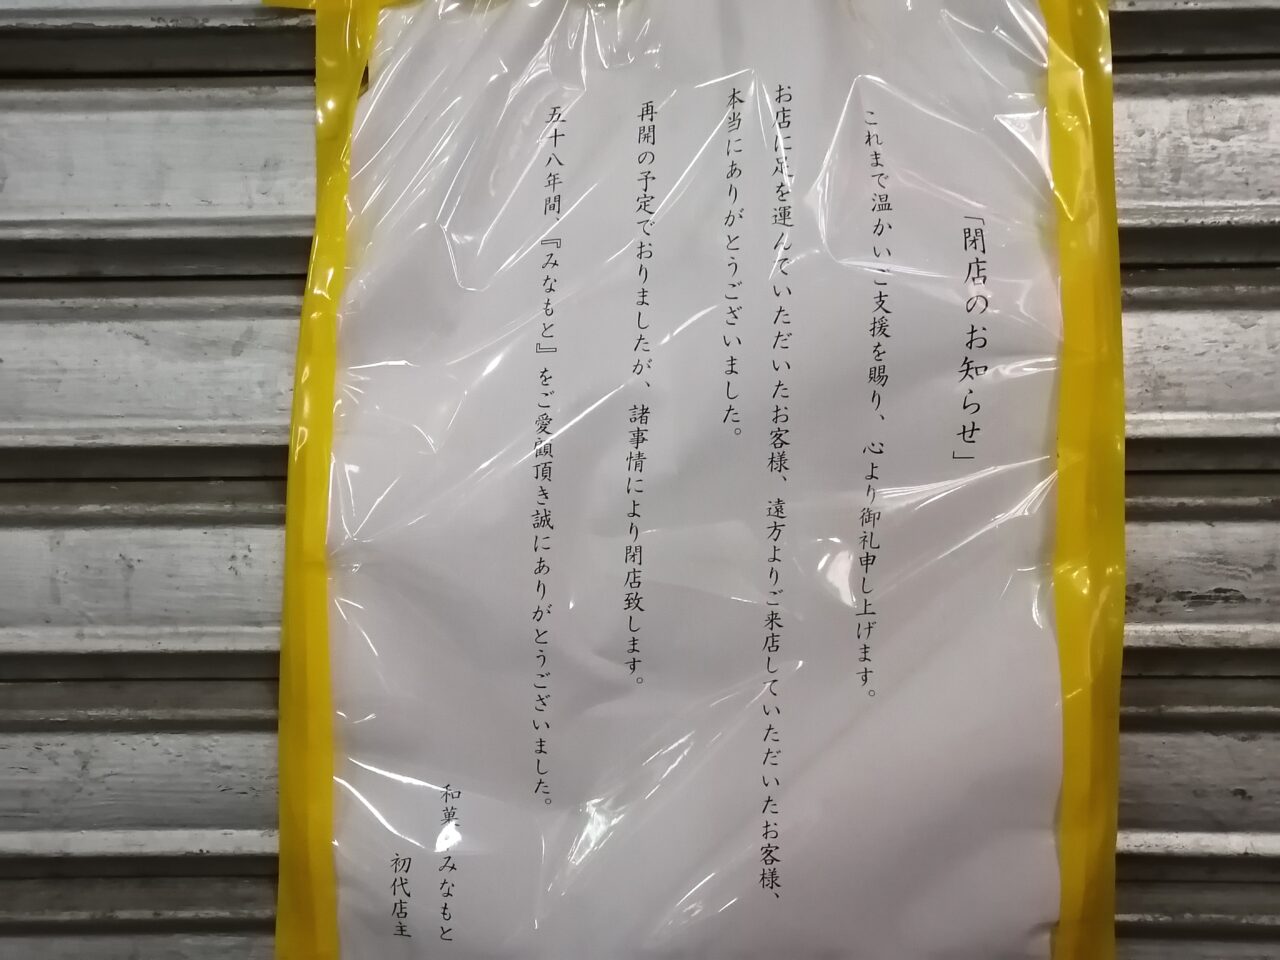 「閉店のお知らせ」
これまで温かいご支援を賜り、心より御礼申し上げます。
お店に足を運んでいただいたお客様、遠方よりご来店していただいたお客様、
本当にありがとうございました。
再開の予定でおりましたが、諸事情により閉店致します。
五十八年間、『みなもと』をご愛顧頂き誠にありがとうございました。
和菓 みなもと
初代店主